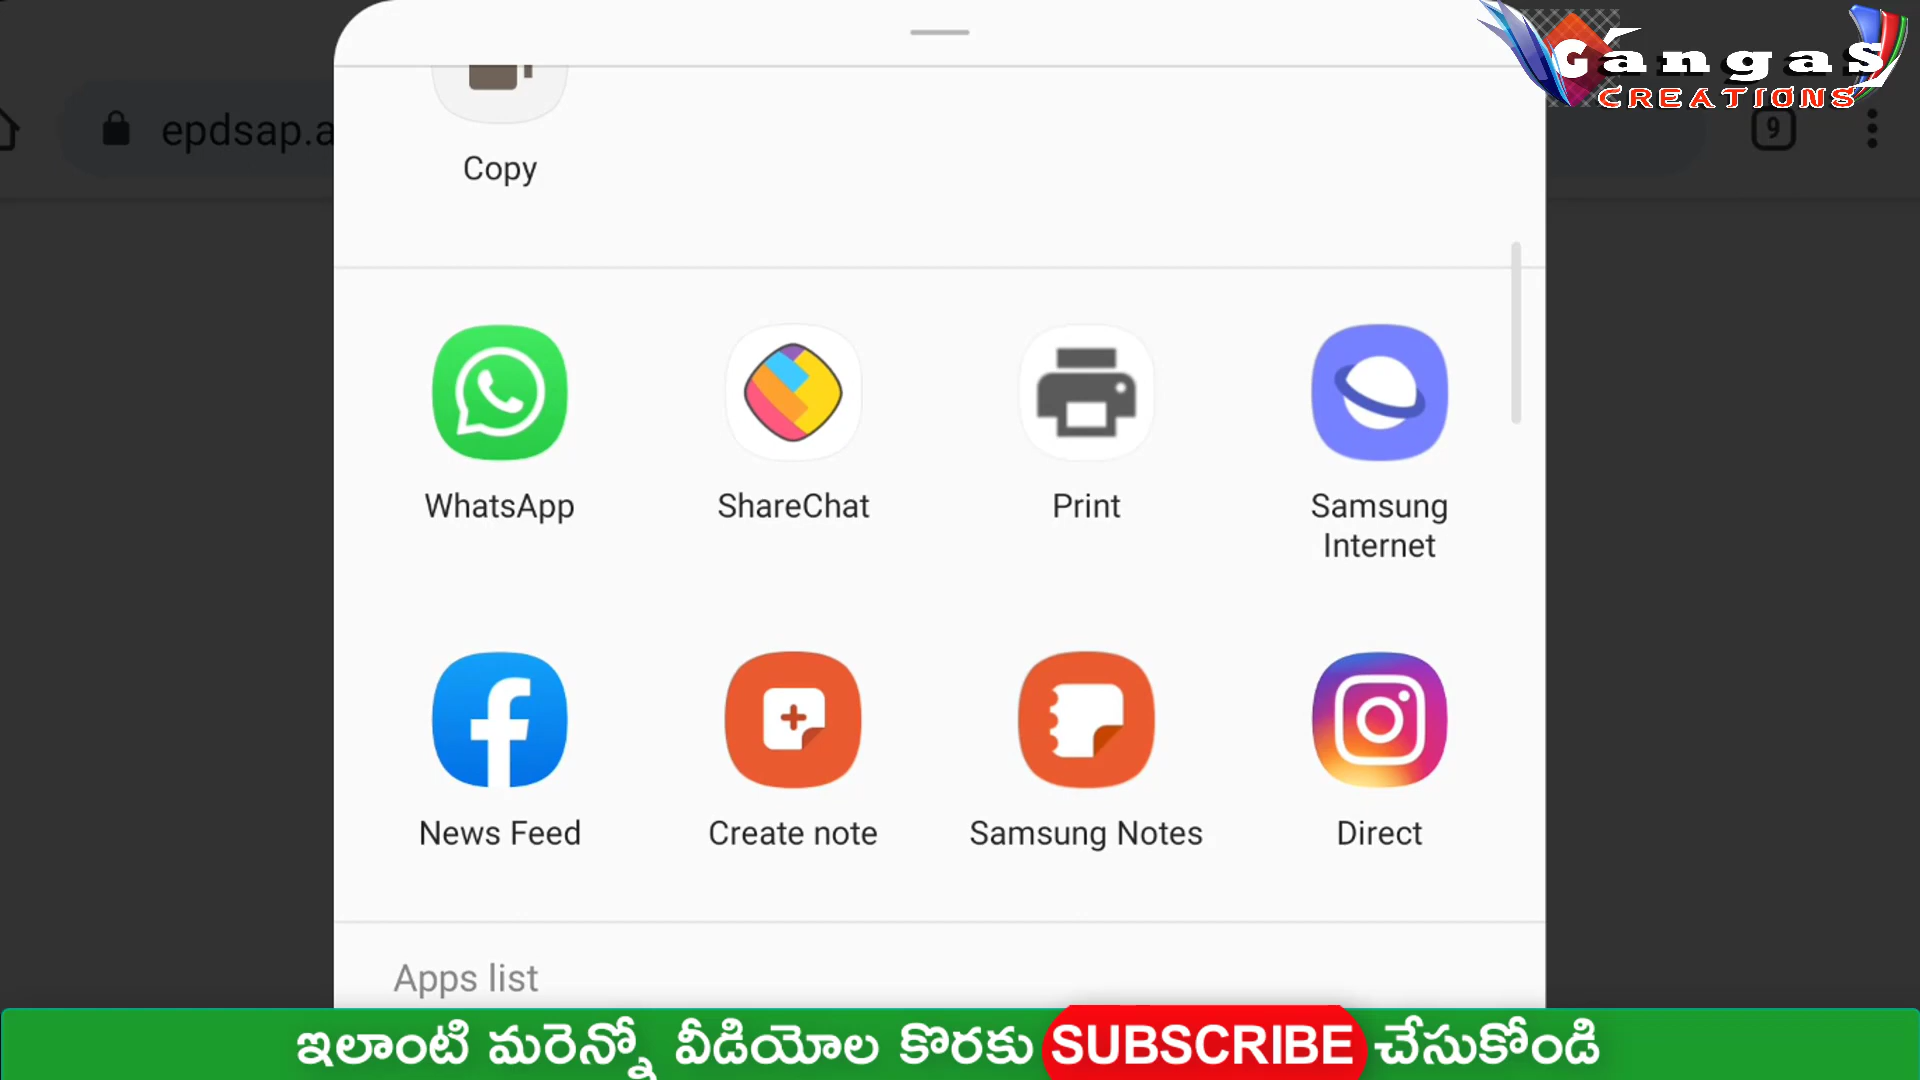 GangaS
CREATIONS
epdsap.a
9
Copy
WhatsApp
ShareChat
Print
Samsung
Internet
News Feed
Create note
Samsung Notes
Direct
Apps list
ఇలాంటి మరెన్నో వీడియోల కొరకు SUBSCRIBE చేసుకోండి